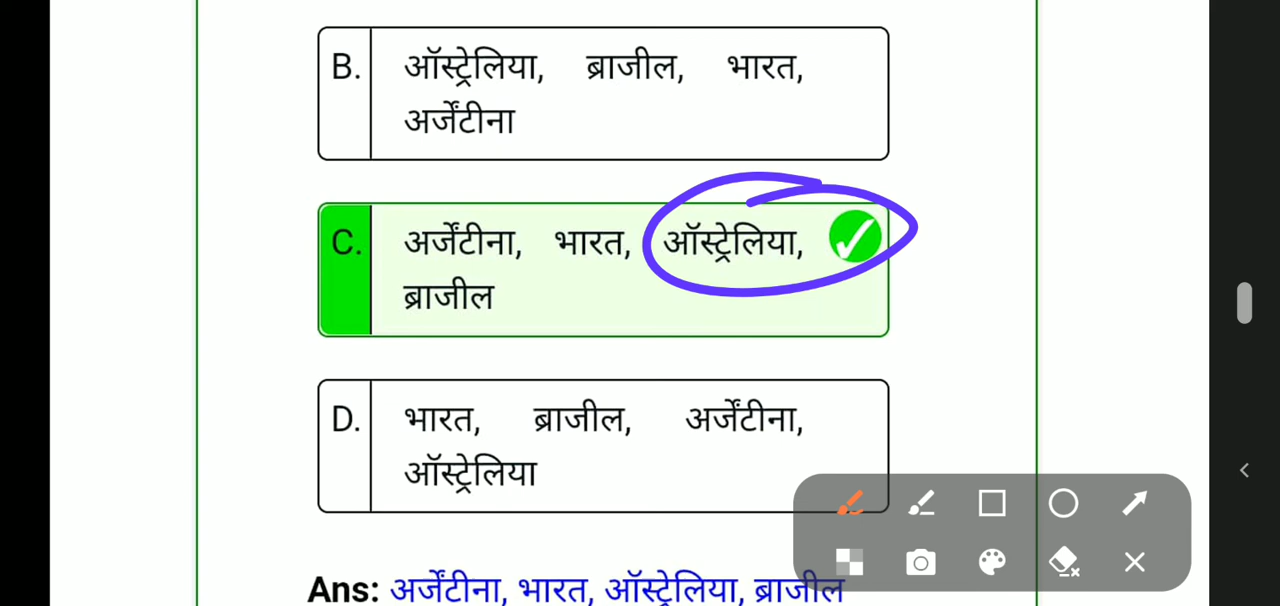 B. ऑस्ट्रेलिया, ब्राजील, भारत,
अर्जेंटीना
C. अर्जेंटीना, भारत, ऑस्ट्रेलिया,
ब्राजील
D. भारत, ब्राजील, अर्जेंटीना,
ऑस्ट्रेलिया
Ans: अर्जेंटीना, भारत, ऑस्ट्रेलिया, ब्राजील